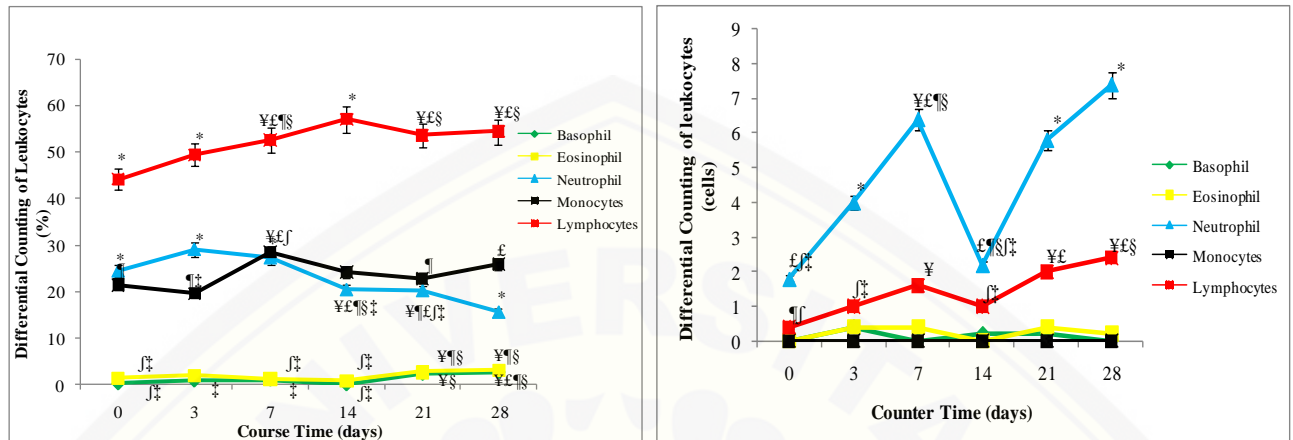 Differential Counting of Leukocytes
(%)
70
60
50
40
30
20
10
0
* * ¥£¶§ * ¥£§ ¥£§
* * ¥£ʃ ¶ £
¶ ¶‡ ¥£¶§‡ ¥¶£ʃ‡ *
ʃ‡ ʃ‡ ʃ‡ ¥¶§ ¥¶§
ʃ‡ ‡ ‡ ʃ‡ ¥§ ¥£¶§
0 3 7 14 21 28
Course Time (days)
Basophil
Eosinophil
Neutrophil
Monocytes
Lymphocytes
Differential Counting of leukocytes
(cells)
9
8
7
6
5
4
3
2
1
0
£ʃ‡ * ¥£¶§ £¶§ʃ‡ * *
¶ʃ ʃ‡ ¥ ʃ‡ ¥£ ¥£§
0 3 7 14 21 28
Counter Time (days)
Basophil
Eosinophil
Neutrophil
Monocytes
Lymphocytes